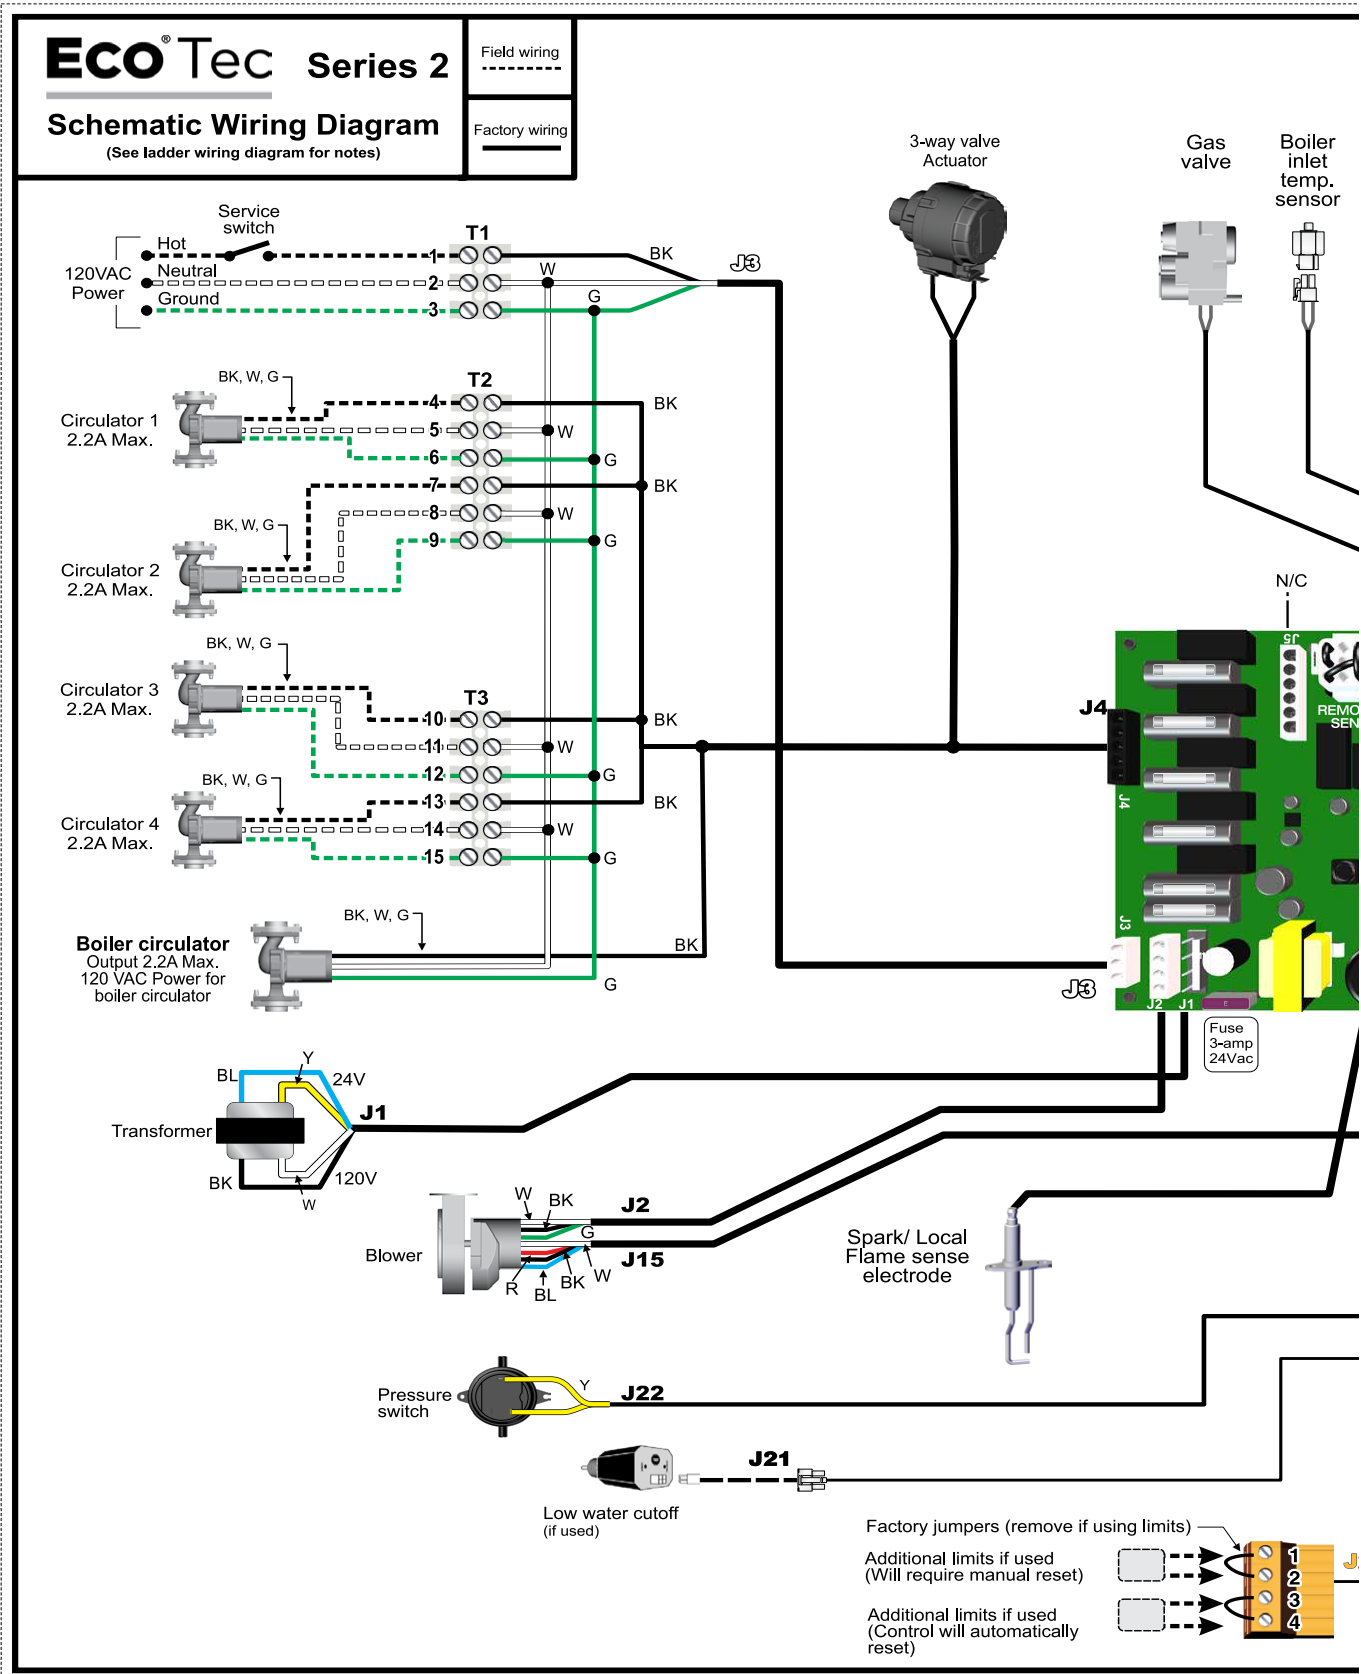 ECO® Tec Series 2
Schematic Wiring Diagram
(See ladder wiring diagram for notes)
Field wiring
Factory wiring
3-way valve
Actuator
Gas
valve
Boiler
inlet
temp.
sensor
Service
switch
Hot
Neutral
Ground
120VAC
Power
T1
1
2
3
BK
W
G
J3
BK, W, G
Circulator 1
2.2A Max.
T2
4
5
6
7
8
9
BK
W
G
BK
W
G
BK, W, G
Circulator 2
2.2A Max.
N/C
J5
BK, W, G
Circulator 3
2.2A Max.
T3
10
11
12
13
14
15
BK
W
G
BK
W
G
BK, W, G
Circulator 4
2.2A Max.
J4
J4
REMO
SEN
BK, W, G
Boiler circulator
Output 2.2A Max.
120 VAC Power for
boiler circulator
BK
G
J3
J3
J2 J1
E
Fuse
3-amp
24Vac
Y
BL
24V
J1
Transformer
BK
120V
W
W
BK
J2
G
Blower
J15
R
BL
BK
W
Spark/ Local
Flame sense
electrode
Pressure
switch
Y
J22
J21
Low water cutoff
(if used)
Factory jumpers (remove if using limits)
Additional limits if used
(Will require manual reset)
Additional limits if used
(Control will automatically
reset)
1
2
3
4